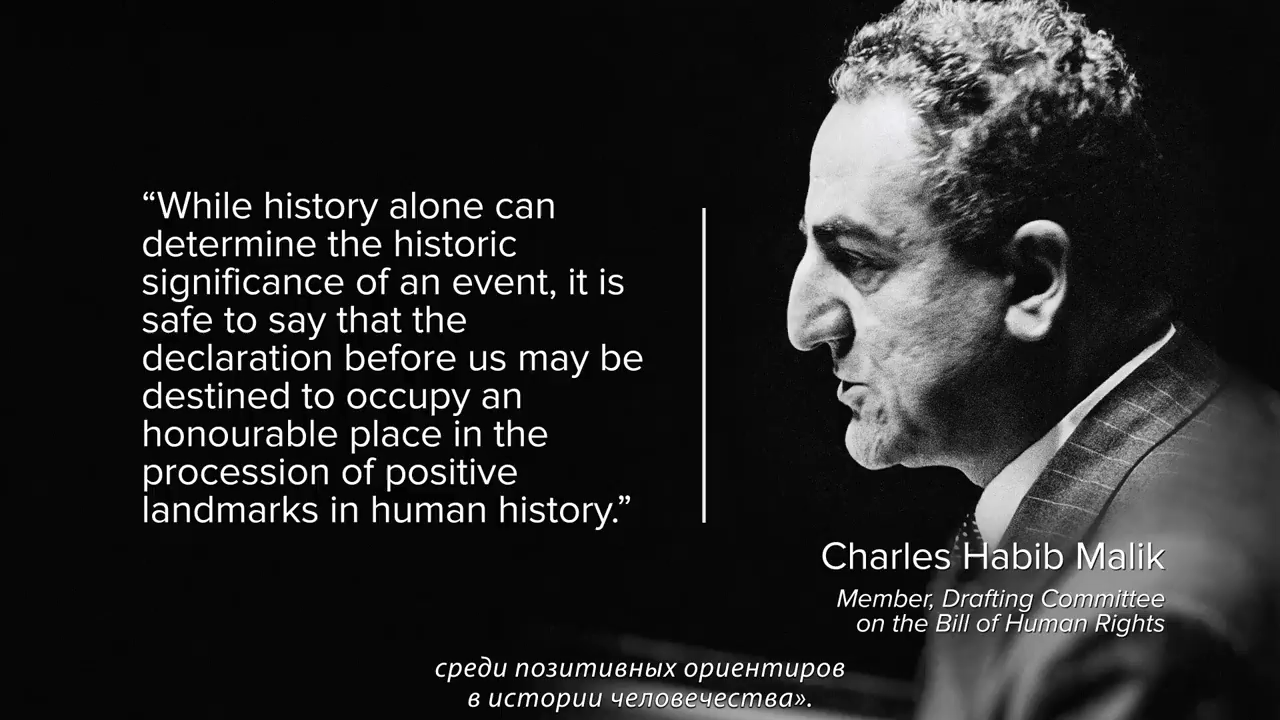 “While history alone can
determine the historic
significance of an event, it is
safe to say that the
declaration before us may be
destined to occupy an
honourable place in the
procession of positive
landmarks in human history.”
Charles Habib Malik
Member, Drafting Committee
on the Bill of Human Rights
среди позитивных ориентиров
в истории человечества».